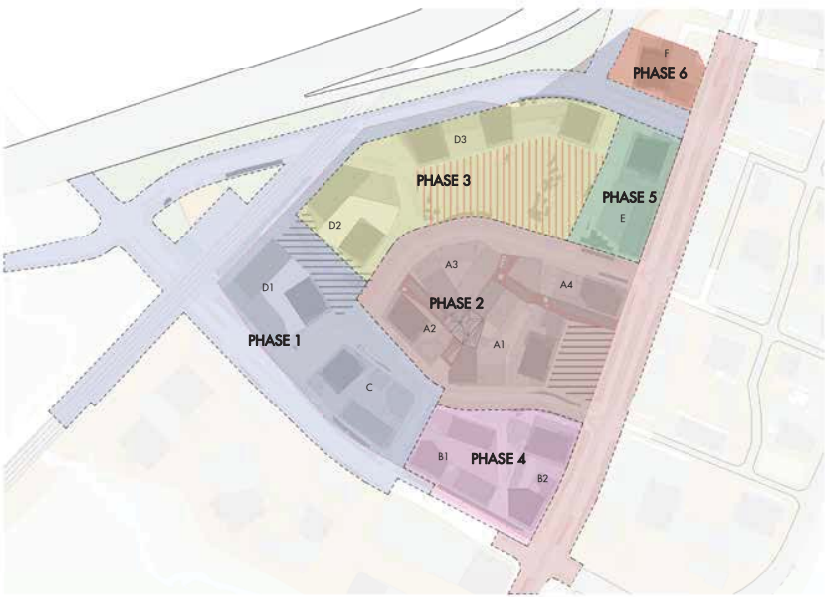 F
PHASE 6
D3
PHASE 3
PHASE 5
E
D2
A3
A4
D1
PHASE 2
A2
A1
PHASE 1
C
B1
PHASE 4
B2